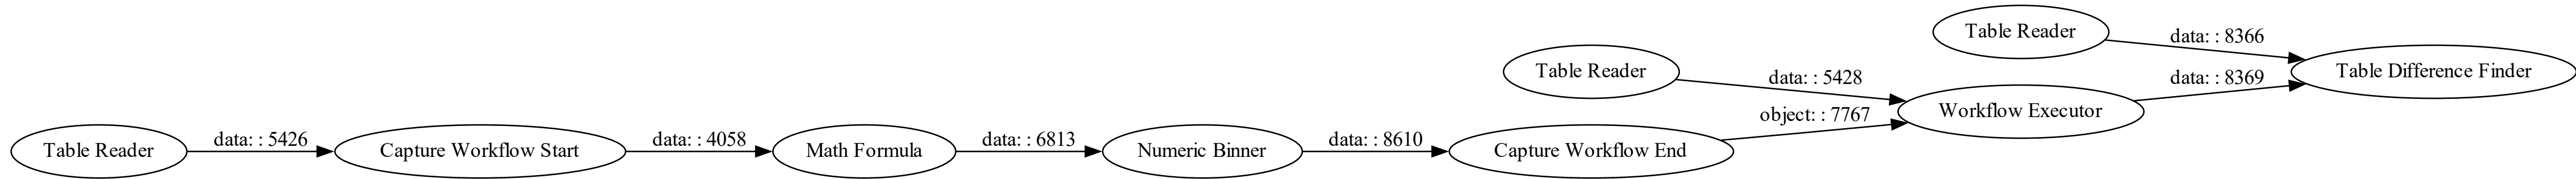 Table Reader
data: : 8366
Table Reader
data: : 5428
data: : 8369
Table Difference Finder
object: : 7767
Workflow Executor
Table Reader
data: : 5426
Capture Workflow Start
data: : 4058
Math Formula
data: : 6813
Numeric Binner
data: : 8610
Capture Workflow End